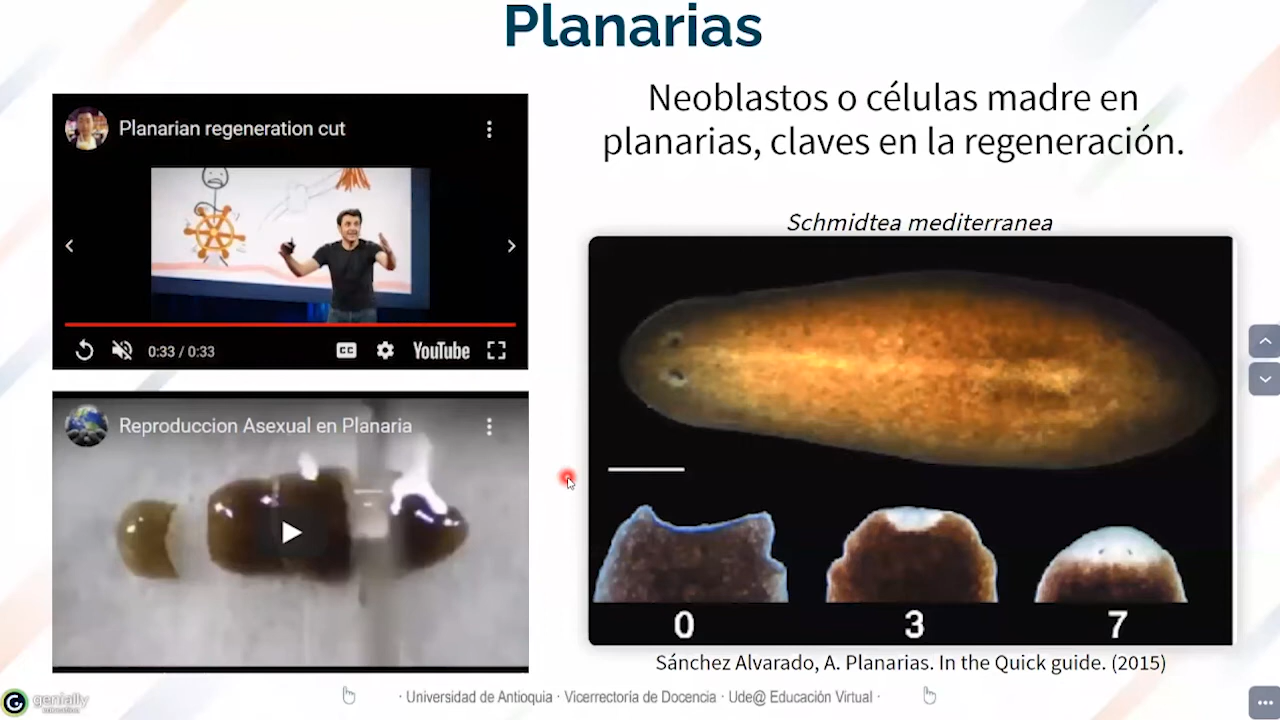 Planarias
Planarian regeneration cut
0:33 / 0:33
CC
YouTube
Reproduccion Asexual en Planaria
Neoblastos o células madre en
planarias, claves en la regeneración.
Schmidtea mediterranea
0 3 7
Sánchez Alvarado, A. Planarias. In the Quick guide. (2015)
· Universidad de Antioquia · Vicerrectoría de Docencia · Ude@ Educación Virtual ·
genially